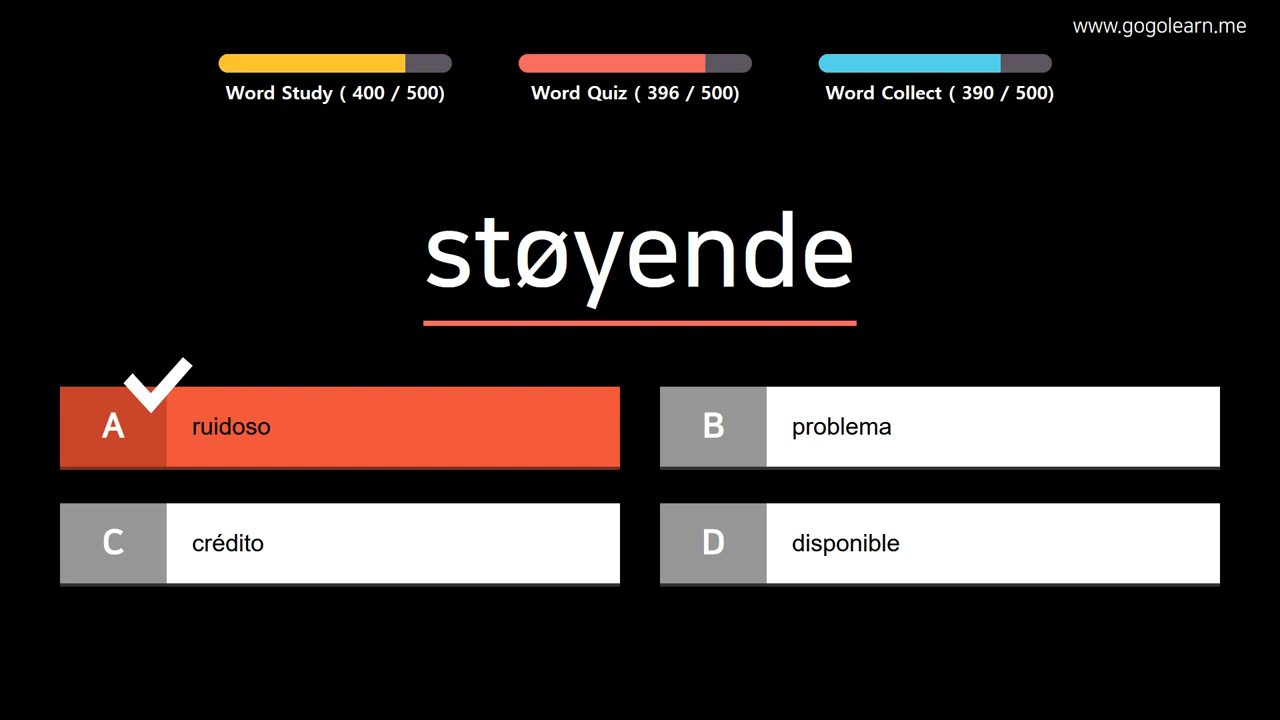 www.gogolearn.me
Word Study ( 400 / 500)
Word Quiz ( 396 / 500)
Word Collect ( 390 / 500)
støyende
A ruidoso
B problema
C crédito
D disponible